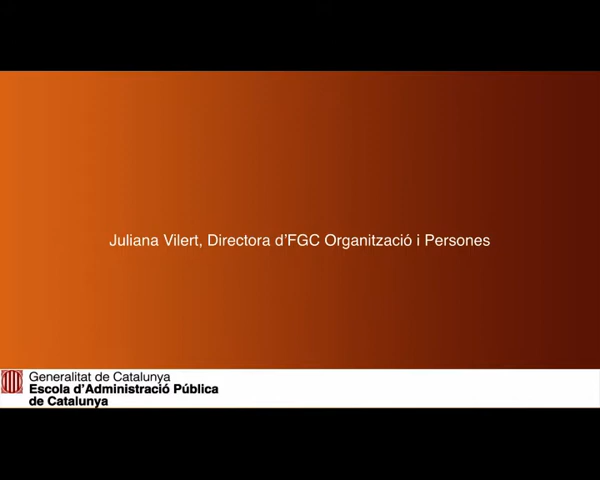 Juliana Vilert, Directora d’FGC Organització i Persones
Generalitat de Catalunya
Escola d’Administració Pública
de Catalunya